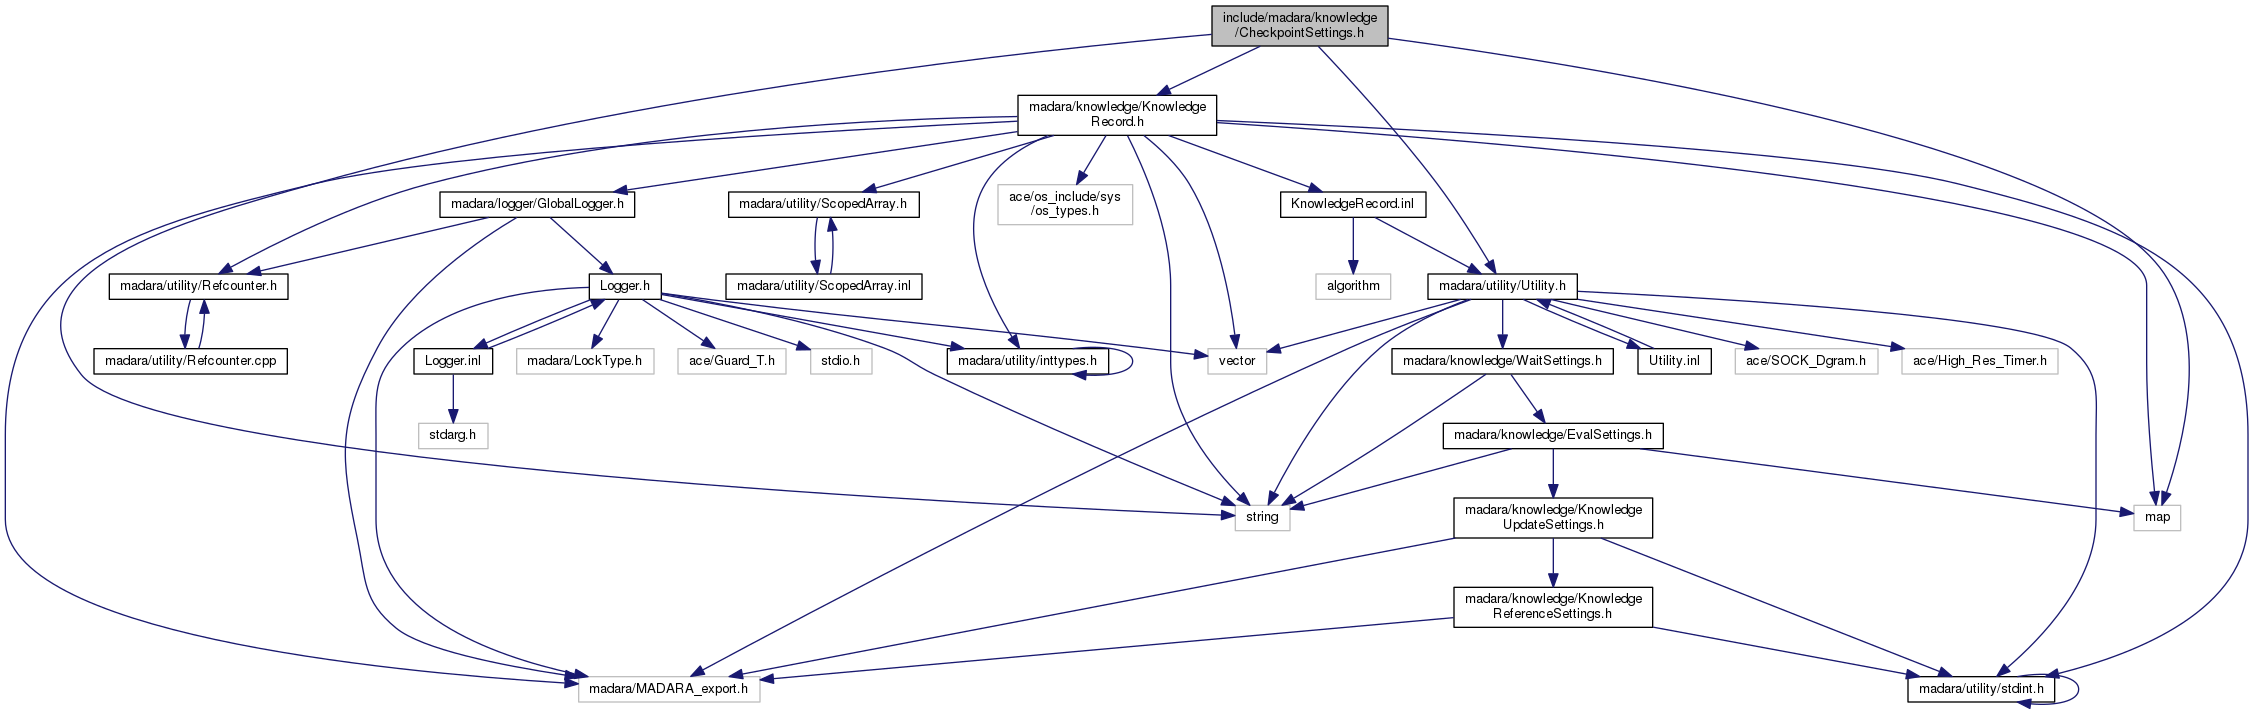 include/madara/knowledge
/CheckpointSettings.h
madara/knowledge/Knowledge
Record.h
madara/logger/GlobalLogger.h
madara/utility/ScopedArray.h
ace/os_include/sys
/os_types.h
KnowledgeRecord.inl
madara/utility/Refcounter.h
Logger.h
madara/utility/ScopedArray.inl
algorithm
madara/utility/Utility.h
madara/utility/Refcounter.cpp
Logger.inl
madara/LockType.h
ace/Guard_T.h
stdio.h
madara/utility/inttypes.h
vector
madara/knowledge/WaitSettings.h
Utility.inl
ace/SOCK_Dgram.h
ace/High_Res_Timer.h
stdarg.h
madara/knowledge/EvalSettings.h
string
madara/knowledge/Knowledge
UpdateSettings.h
map
madara/knowledge/Knowledge
ReferenceSettings.h
madara/MADARA_export.h
madara/utility/stdint.h